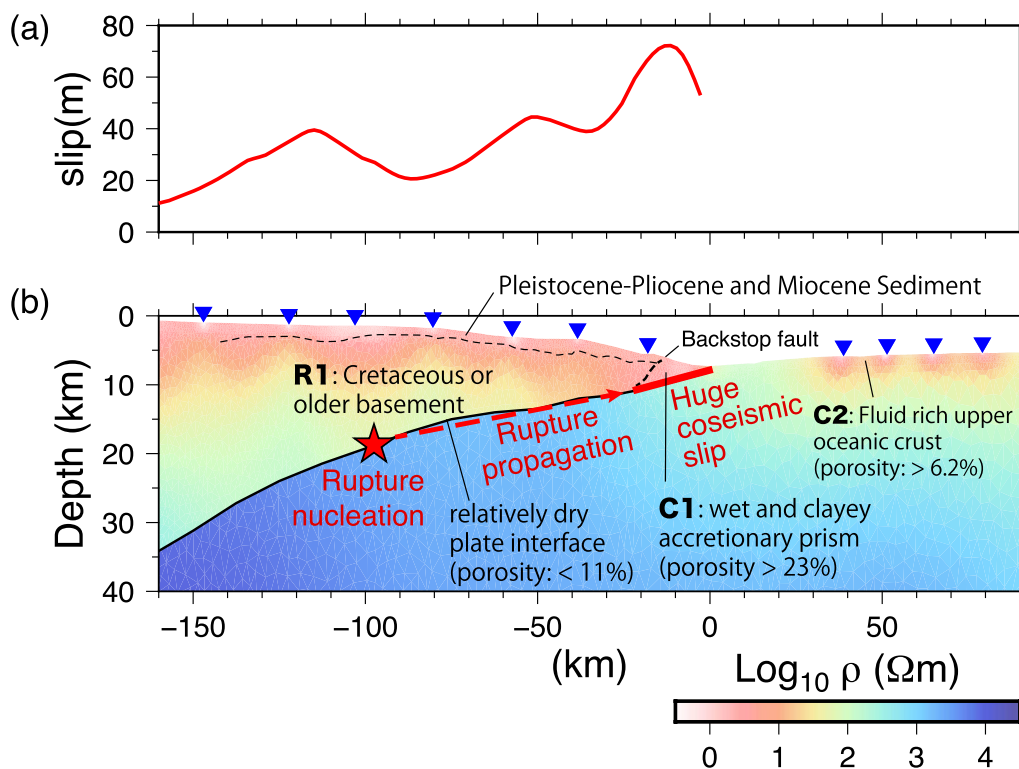 (a)
80
60
40
20
0
slip(m)
(b)
Pleistocene-Pliocene and Miocene Sediment
Backstop fault
0
10
20
30
40
Depth (km)
R1: Cretaceous or
older basement
Rupture
nucleation
Rupture
propagation
Huge
coseismic
slip
C2: Fluid rich upper
oceanic crust
(porosity: > 6.2%)
relatively dry
plate interface
(porosity: < 11%)
C1: wet and clayey
accretionary prism
(porosity > 23%)
−150 −100 −50 0 50
(km)
Log10 ρ (Ωm)
0 1 2 3 4